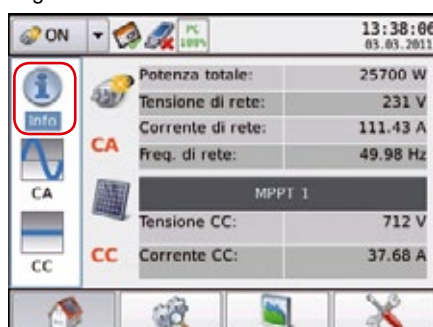 ON
PC
100%
13:38:06
03.03.2011
Info
CA
CC
Potenza totale: 25700 W
Tensione di rete: 231 V
CA
Corrente di rete: 111.43 A
Freq. di rete: 49.98 Hz
MPPT 1
Tensione CC: 712 V
CC
Corrente CC: 37.68 A